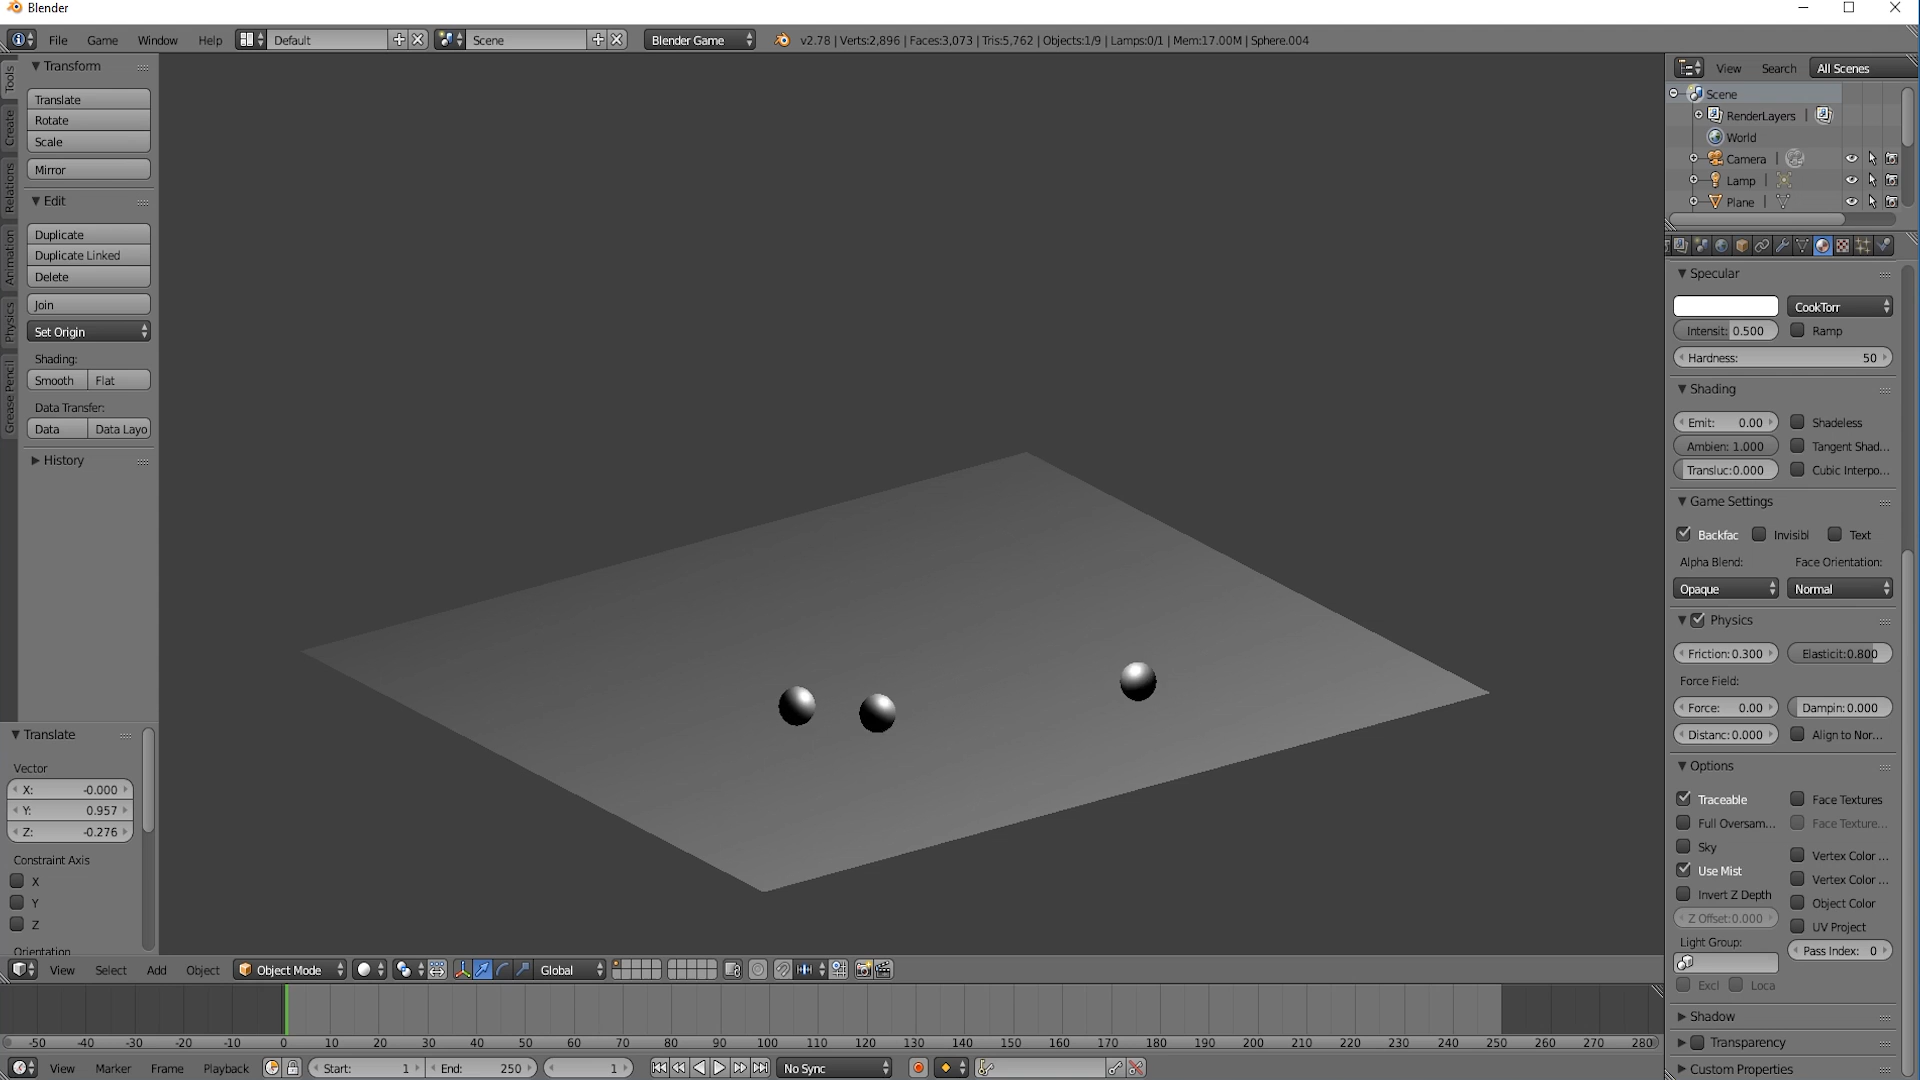 Blender
File Game Window Help Default Scene Blender Game v2.78 | Verts:2,896 | Faces:3,073 | Tris:5,762 | Objects:1/9 | Lamps:0/1 | Mem:17.00M | Sphere.004
Tools
Create
Relations
Animation
Physics
Grease Pencil
Transform
Translate
Rotate
Scale
Mirror
Edit
Duplicate
Duplicate Linked
Delete
Join
Set Origin
Shading:
Smooth Flat
Data Transfer:
Data Data Layo
History
Translate
Vector
X: -0.000
Y: 0.957
Z: -0.276
Constraint Axis
X
Y
Z
Orientation
View Search All Scenes
Scene
RenderLayers |
World
Camera |
Lamp |
Plane |
Specular
CookTorr
Intensit: 0.500 Ramp
Hardness: 50
Shading
Emit: 0.00 Shadeless
Ambien: 1.000 Tangent Shad...
Transluc:0.000 Cubic Interpo...
Game Settings
Backfac Invisibl Text
Alpha Blend: Face Orientation:
Opaque Normal
Physics
Friction:0.300 Elasticit:0.800
Force Field:
Force: 0.00 Dampin:0.000
Distanc:0.000 Align to Nor...
Options
Traceable Face Textures
Full Oversam... Face Texture...
Sky
Vertex Color ...
Use Mist
Vertex Color ...
Invert Z Depth
Object Color
Z Offset:0.000
UV Project
Light Group:
Pass Index: 0
Excl Loca
Shadow
Transparency
Custom Properties
View Select Add Object Object Mode Global
-50 -40 -30 -20 -10 0 10 20 30 40 50 60 70 80 90 100 110 120 130 140 150 160 170 180 190 200 210 220 230 240 250 260 270 280
View Marker Frame Playback Start: 1 End: 250 1 No Sync